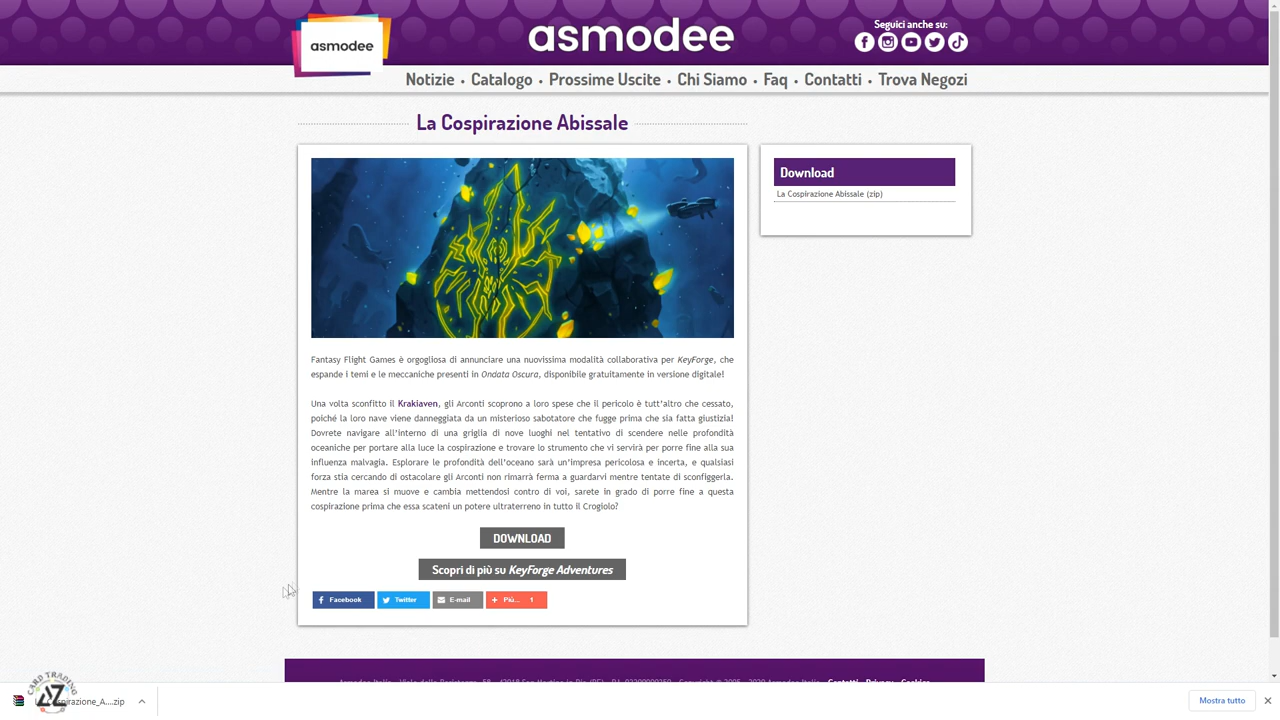 asmodee
asmodee
Seguici anche su:
Notizie • Catalogo • Prossime Uscite • Chi Siamo • Faq • Contatti • Trova Negozi
La Cospirazione Abissale
Fantasy Flight Games è orgogliosa di annunciare una nuovissima modalità collaborativa per KeyForge, che
espande i temi e le meccaniche presenti in Ondata Oscura, disponibile gratuitamente in versione digitale!
Una volta sconfitto il Krakiaven, gli Arconti scoprono a loro spese che il pericolo è tutt'altro che cessato,
poiché la loro nave viene danneggiata da un misterioso sabotatore che fugge prima che sia fatta giustizia!
Dovrete navigare all'interno di una griglia di nove luoghi nel tentativo di scendere nelle profondità
oceaniche per portare alla luce la cospirazione e trovare lo strumento che vi servirà per porre fine alla sua
influenza malvagia. Esplorare le profondità dell'oceano sarà un'impresa pericolosa e incerta, e qualsiasi
forza stia cercando di ostacolare gli Arconti non rimarrà ferma a guardarvi mentre tentate di sconfiggerla.
Mentre la marea si muove e cambia mettendosi contro di voi, sarete in grado di porre fine a questa
cospirazione prima che essa scateni un potere ultraterreno in tutto il Crogiolo?
DOWNLOAD
Scopri di più su KeyForge Adventures
Facebook
Twitter
E-mail
Più...
1
Download
La Cospirazione Abissale (zip)
CARD TRADING
Mostra tutto